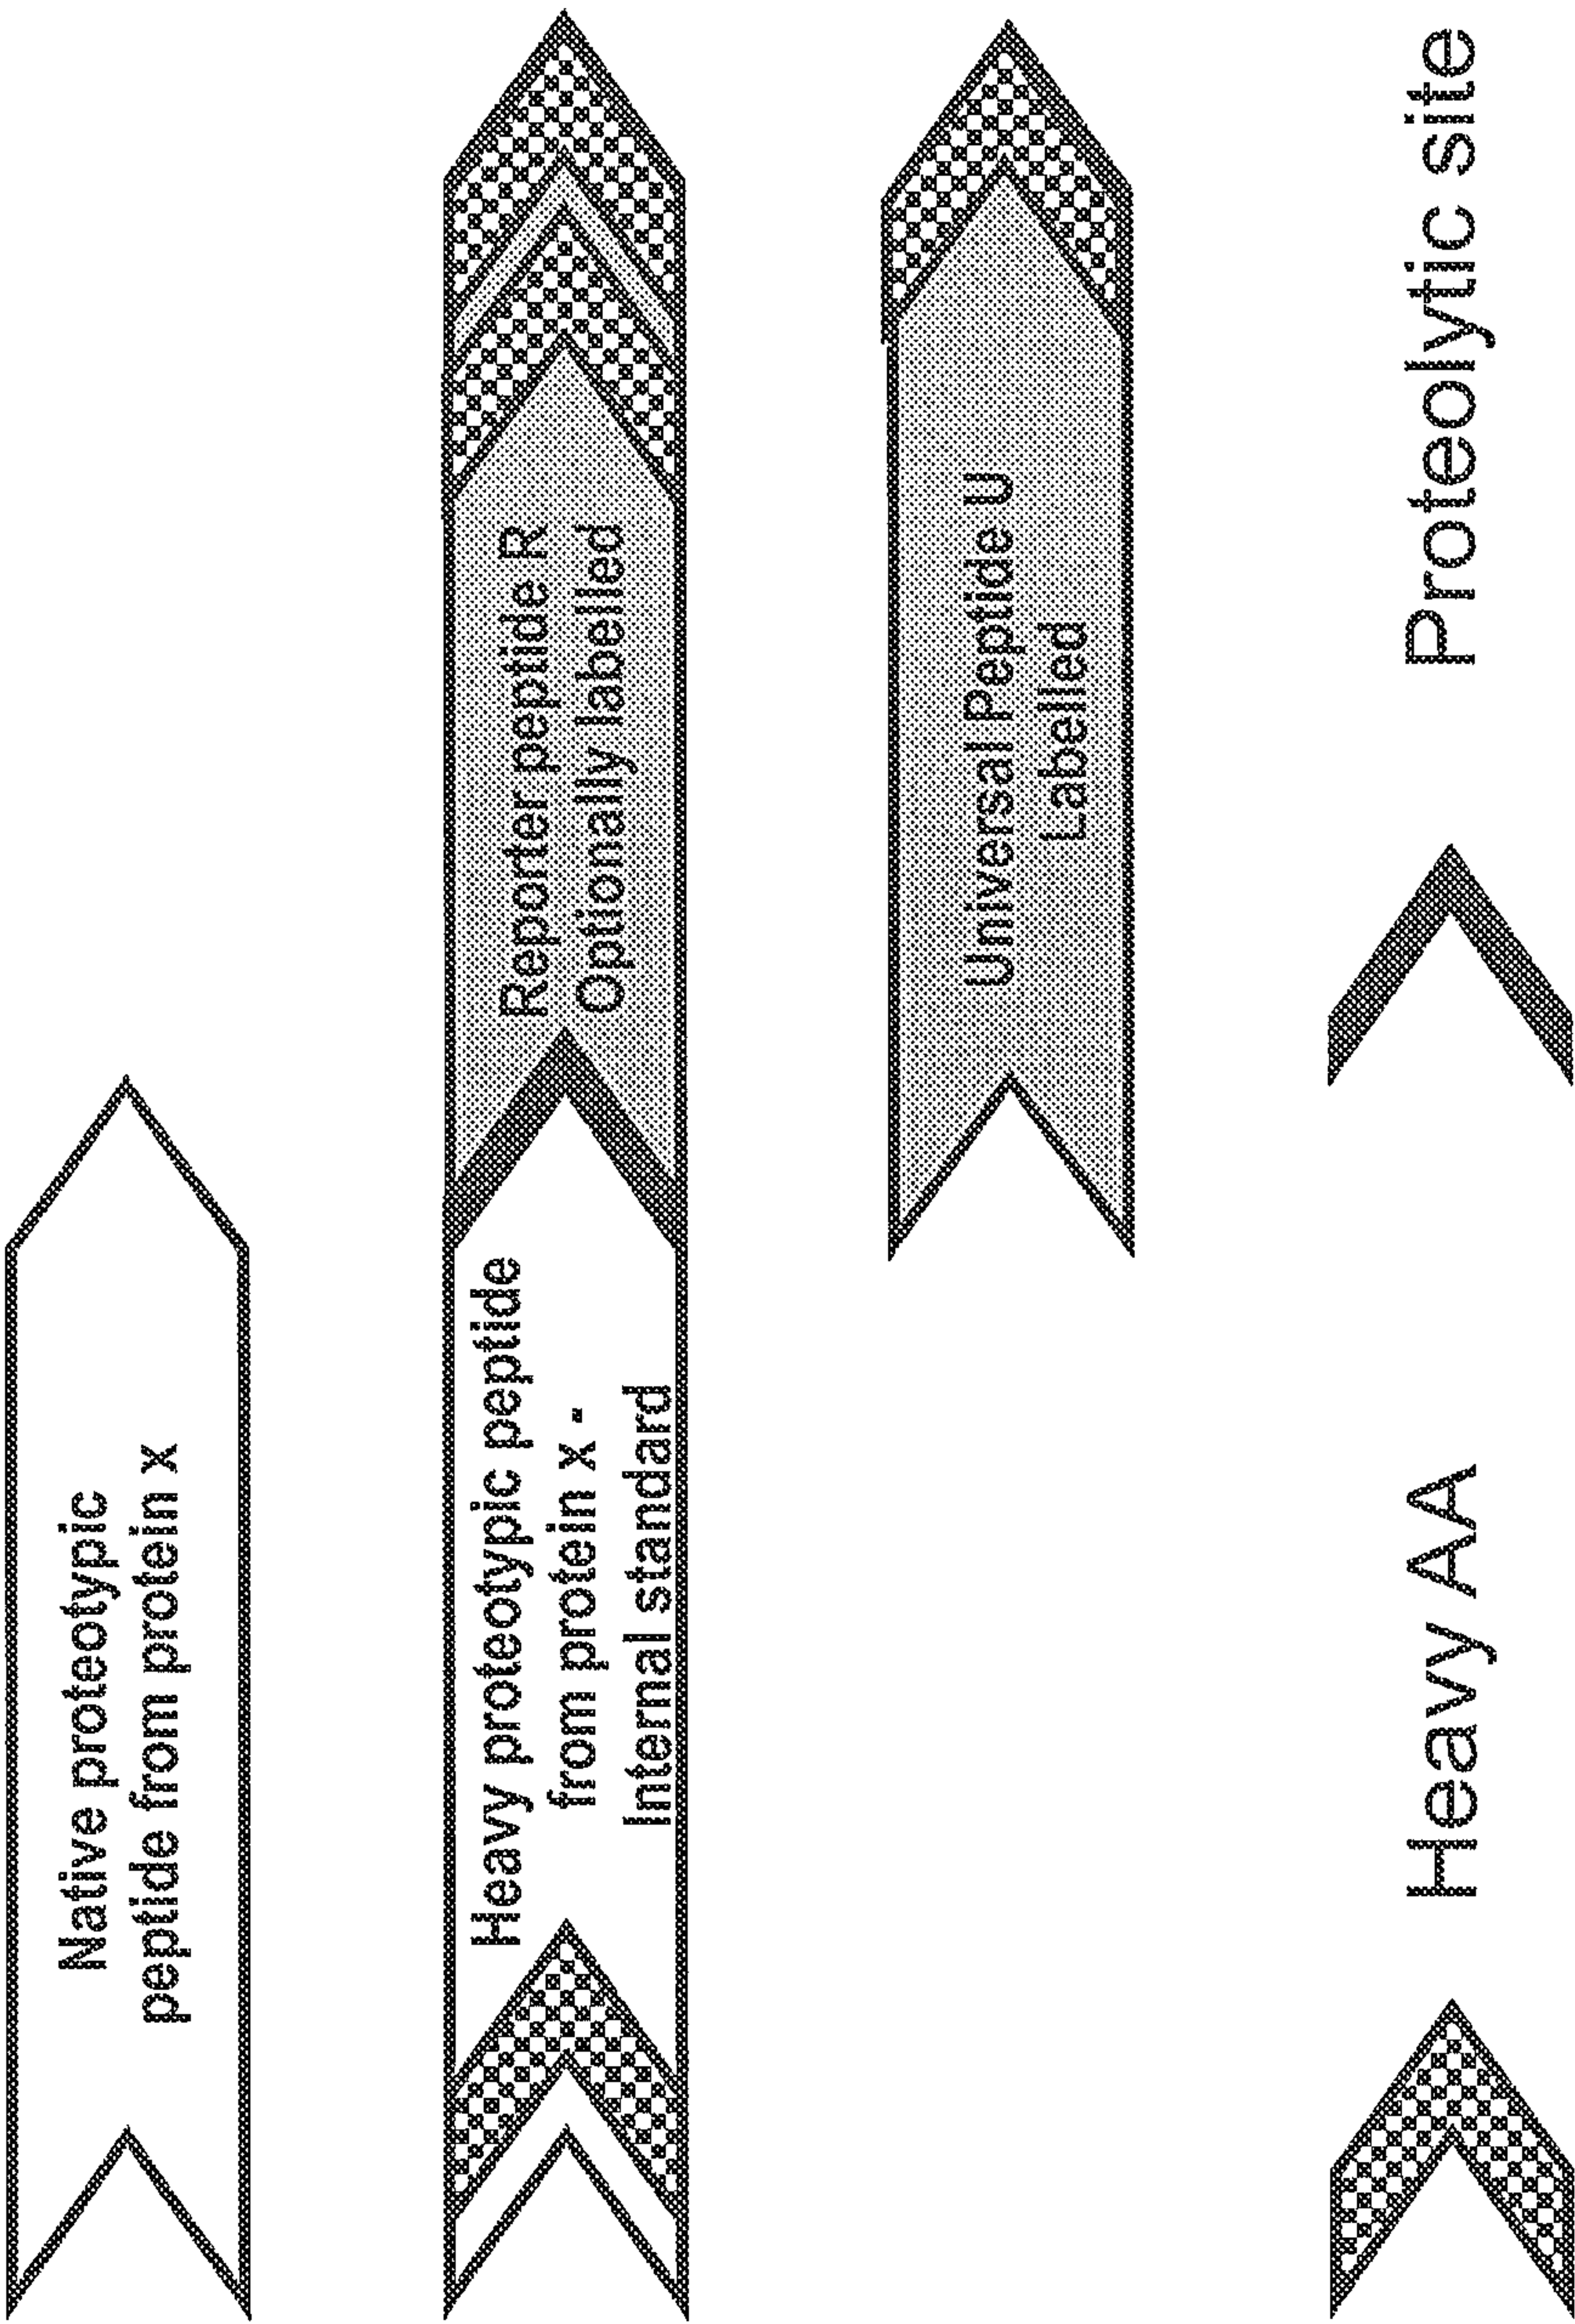 Native proteotypic
peptide from protein x
Heavy proteotypic peptide
from protein x -
Internal standard
Reporter peptide R
Optionally labelled
Universal Peptide U
Labelled
Heavy AA
Proteolytic site